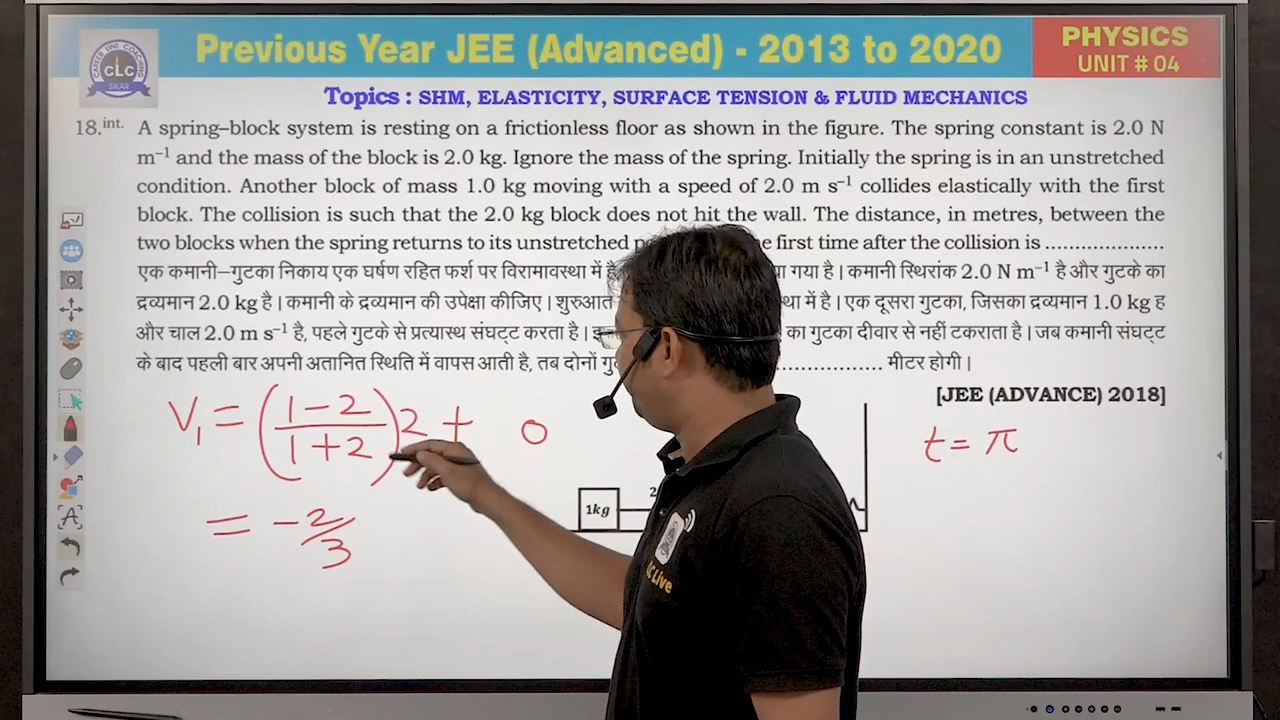 Previous Year JEE (Advanced) - 2013 to 2020
PHYSICS
UNIT # 04
CAREER LINE COACHING
CLC
SIKAR
Topics : SHM, ELASTICITY, SURFACE TENSION & FLUID MECHANICS
18.int. A spring–block system is resting on a frictionless floor as shown in the figure. The spring constant is 2.0 N
m⁻¹ and the mass of the block is 2.0 kg. Ignore the mass of the spring. Initially the spring is in an unstretched
condition. Another block of mass 1.0 kg moving with a speed of 2.0 m s⁻¹ collides elastically with the first
block. The collision is such that the 2.0 kg block does not hit the wall. The distance, in metres, between the
two blocks when the spring returns to its unstretched first time after the collision is ....................
एक कमानी–गुटका निकाय एक घर्षण रहित फर्श पर विरामावस्था में है या गया है। कमानी स्थिरांक 2.0 N m⁻¹ है और गुटके का
द्रव्यमान 2.0 kg है। कमानी के द्रव्यमान की उपेक्षा कीजिए। शुरुआत था में है। एक दूसरा गुटका, जिसका द्रव्यमान 1.0 kg ह
और चाल 2.0 m s⁻¹ है, पहले गुटके से प्रत्यास्थ संघट्ट करता है। का गुटका दीवार से नहीं टकराता है। जब कमानी संघट्ट
के बाद पहली बार अपनी अतानित स्थिति में वापस आती है, तब दोनों गु ................ मीटर होगी।
[JEE (ADVANCE) 2018]
V₁ = (1-2/1+2)2 + 0
t = π
1kg
2
= -2/3
CLC Live